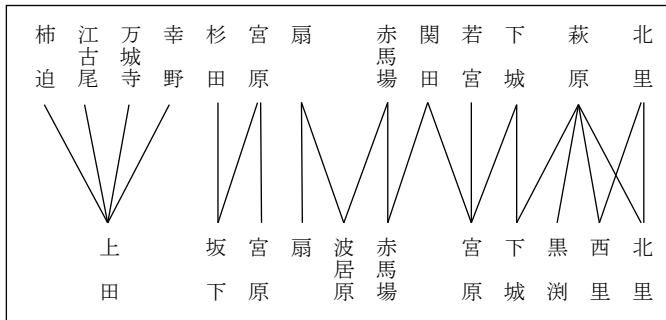 柿迫
江古尾
万城寺
幸野
杉田
宮原
扇
赤馬場
関田
若宮
下城
萩原
北里
上田
坂下
宮原
扇
波居原
赤馬場
宮原
下城
黒渕
西里
北里